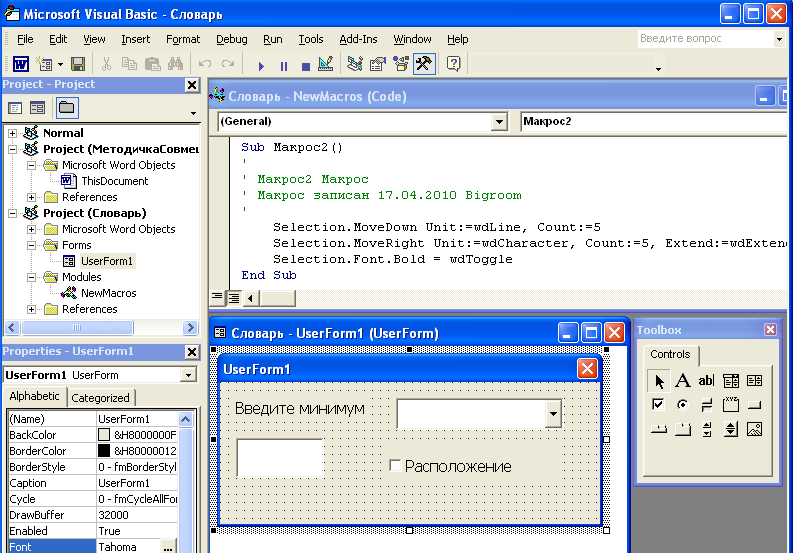 Microsoft Visual Basic - Словарь
File Edit View Insert Format Debug Run Tools Add-Ins Window Help
Введите вопрос
Project - Project
Normal
Project (МетодичкаСовмещ
Microsoft Word Objects
ThisDocument
References
Project (Словарь)
Microsoft Word Objects
Forms
UserForm1
Modules
NewMacros
References
Properties - UserForm1
UserForm1 UserForm
Alphabetic Categorized
(Name) UserForm1
BackColor &H8000000F
BorderColor &H80000012
BorderStyle 0 - fmBorderStyl
Caption UserForm1
Cycle 0 - fmCycleAllFor
DrawBuffer 32000
Enabled True
Font Tahoma ...
Словарь - NewMacros (Code)
(General) Макрос2
Sub Макрос2()
'
' Макрос2 Макрос
' Макрос записан 17.04.2010 Bigroom
'
Selection.MoveDown Unit:=wdLine, Count:=5
Selection.MoveRight Unit:=wdCharacter, Count:=5, Extend:=wdExtend
Selection.Font.Bold = wdToggle
End Sub
Словарь - UserForm1 (UserForm)
UserForm1
Введите минимум
Расположение
Toolbox
Controls
A ab|
xyz